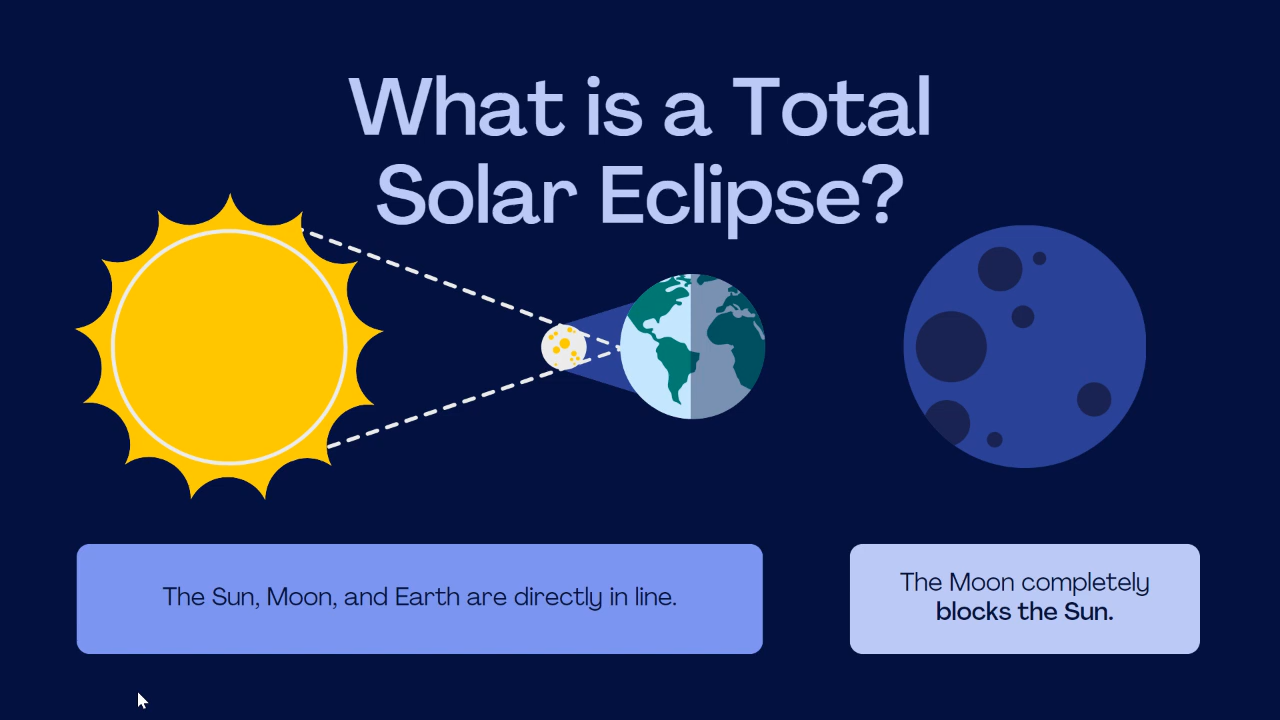 What is a Total
Solar Eclipse?
The Sun, Moon, and Earth are directly in line.
The Moon completely
blocks the Sun.